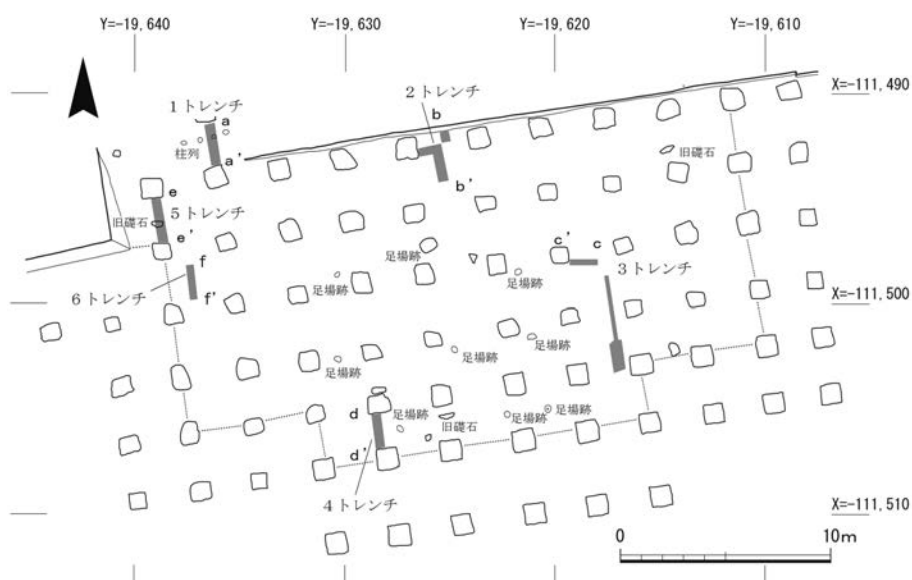 Y=-19,640
Y=-19,630
Y=-19,620
Y=-19,610
X=-111,490
1トレンチ
a
柱列
a'
2トレンチ
b
b'
旧礎石
e
旧礎石
5トレンチ
e'
f
6トレンチ
f'
足場跡
足場跡
足場跡
c'
c
3トレンチ
X=-111,500
足場跡
足場跡
足場跡
d
足場跡
旧礎石
足場跡
足場跡
d'
4トレンチ
X=-111,510
0
10m